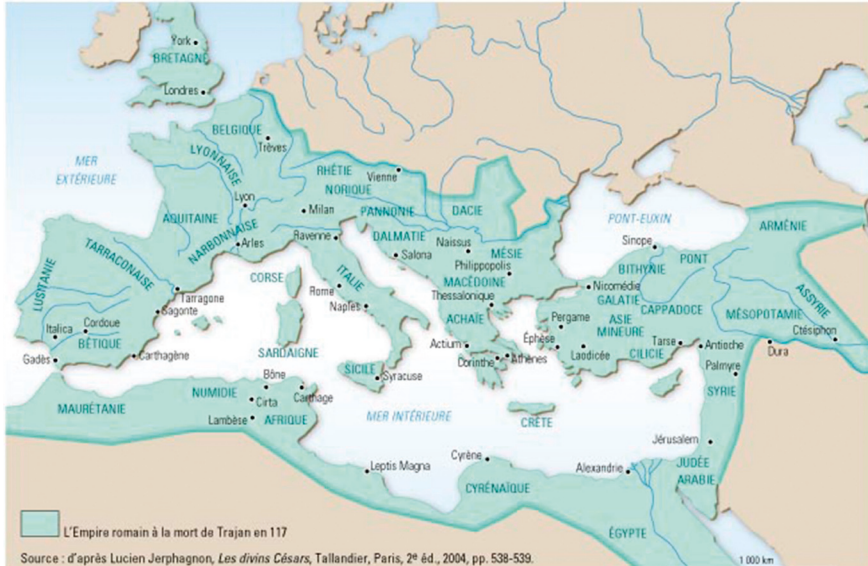 York
BRETAGNE
Londres
BELGIQUE
Trèves
MER
EXTÉRIEURE
LYONNAISE
RHÉTIE
Vienne
NORIQUE
Lyon
Milan
PANNONIE
DACIE
AQUITAINE
NARBONNAISE
Arles
Ravenne
DALMATIE
Naissus
MÉSIE
PONT-EUXIN
ARMÉNIE
Sinope
Salona
Philippopolis
PONT
BITHYNIE
LUSITANIE
TARRACONAISE
CORSE
ITALIE
MACÉDOINE
Nicomédie
ASSYRIE
Tarragone
Rome
Thessalonique
GALATIE
CAPPADOCE
MÉSOPOTAMIE
Sagonte
Naples
Pergame
ACHAÏE
ASIE
MINEURE
Italica
Cordoue
BÉTIQUE
Actium
Éphèse
Laodicée
Tarse
CILICIE
Antioche
Ctésiphon
Dura
Gadès
Carthagène
SARDAIGNE
Corinthe
Athènes
SICILE
Syracuse
Palmyre
SYRIE
Bône
NUMIDIE
Cirta
Carthage
MAURÉTANIE
Lambèse
AFRIQUE
MER INTÉRIEURE
CRÈTE
Jérusalem
Leptis Magna
Cyrène
Alexandrie
JUDÉE
ARABIE
CYRÉNAÏQUE
ÉGYPTE
L'Empire romain à la mort de Trajan en 117
Source : d'après Lucien Jerphagnon, Les divins Césars, Tallandier, Paris, 2e éd., 2004, pp. 538-539.
1 000 km